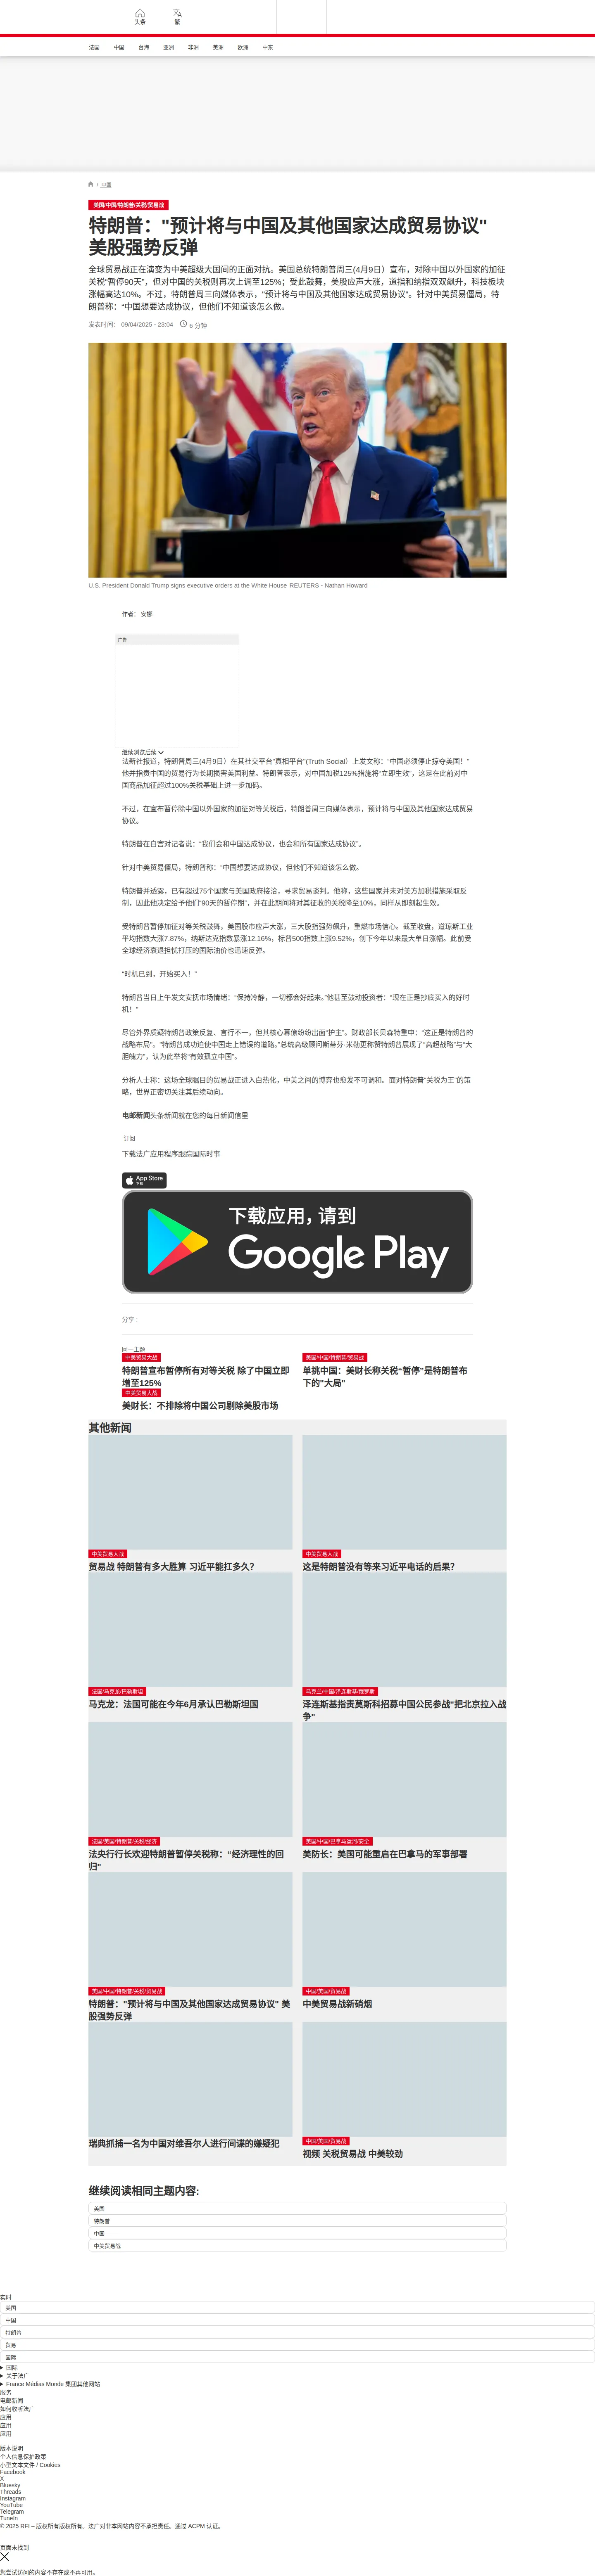 头条
繁
法国
中国
台海
亚洲
非洲
美洲
欧洲
中东
/ 中国
美国/中国/特朗普/关税/贸易战
特朗普："预计将与中国及其他国家达成贸易协议"
美股强势反弹
全球贸易战正在演变为中美超级大国间的正面对抗。美国总统特朗普周三(4月9日）宣布，对除中国以外国家的加征
关税“暂停90天”，但对中国的关税则再次上调至125%；受此鼓舞，美股应声大涨，道指和纳指双双飙升，科技板块
涨幅高达10%。不过，特朗普周三向媒体表示，"预计将与中国及其他国家达成贸易协议”。针对中美贸易僵局，特
朗普称：“中国想要达成协议，但他们不知道该怎么做。
发表时间： 09/04/2025 - 23:04
6 分钟
U.S. President Donald Trump signs executive orders at the White House REUTERS - Nathan Howard
作者： 安娜
广告
继续浏览后续
法新社报道，特朗普周三(4月9日）在其社交平台"真相平台"(Truth Social）上发文称："中国必须停止掠夺美国！"
他并指责中国的贸易行为长期损害美国利益。特朗普表示，对中国加税125%措施将"立即生效"，这是在此前对中
国商品加征超过100%关税基础上进一步加码。
不过，在宣布暂停除中国以外国家的加征对等关税后，特朗普周三向媒体表示，预计将与中国及其他国家达成贸易
协议。
特朗普在白宫对记者说："我们会和中国达成协议，也会和所有国家达成协议"。
针对中美贸易僵局，特朗普称：“中国想要达成协议，但他们不知道该怎么做。
特朗普并透露，已有超过75个国家与美国政府接洽，寻求贸易谈判。他称，这些国家并未对美方加税措施采取反
制，因此他决定给予他们“90天的暂停期”，并在此期间将对其征收的关税降至10%，同样从即刻起生效。
受特朗普暂停加征对等关税鼓舞，美国股市应声大涨，三大股指强势飙升，重燃市场信心。截至收盘，道琼斯工业
平均指数大涨7.87%，纳斯达克指数暴涨12.16%，标普500指数上涨9.52%，创下今年以来最大单日涨幅。此前受
全球经济衰退担忧打压的国际油价也迅速反弹。
“时机已到，开始买入！”
特朗普当日上午发文安抚市场情绪："保持冷静，一切都会好起来。”他甚至鼓动投资者："现在正是抄底买入的好时
机！"
尽管外界质疑特朗普政策反复、言行不一，但其核心幕僚纷纷出面“护主”。财政部长贝森特重申："这正是特朗普的
战略布局"。"特朗普成功迫使中国走上错误的道路。”总统高级顾问斯蒂芬·米勒更称赞特朗普展现了“高超战略”与“大
胆魄力”，认为此举将“有效孤立中国”。
分析人士称：这场全球瞩目的贸易战正进入白热化，中美之间的博弈也愈发不可调和。面对特朗普“关税为王”的策
略，世界正密切关注其后续动向。
电邮新闻头条新闻就在您的每日新闻信里
订阅
下载法广应用程序跟踪国际时事
App Store
下载
下载应用，请到
Google Play
分享 :
同一主题
中美贸易大战
特朗普宣布暂停所有对等关税 除了中国立即
增至125%
美国/中国/特朗普/贸易战
单挑中国：美财长称关税"暂停"是特朗普布
下的"大局"
中美贸易大战
美财长：不排除将中国公司剔除美股市场
其他新闻
中美贸易大战
贸易战 特朗普有多大胜算 习近平能扛多久？
中美贸易大战
这是特朗普没有等来习近平电话的后果？
法国/马克龙/巴勒斯坦
马克龙：法国可能在今年6月承认巴勒斯坦国
乌克兰/中国/泽连斯基/俄罗斯
泽连斯基指责莫斯科招募中国公民参战"把北京拉入战
争"
法国/美国/特朗普/关税/经济
法央行行长欢迎特朗普暂停关税称："经济理性的回
归"
美国/中国/巴拿马运河/安全
美防长：美国可能重启在巴拿马的军事部署
美国/中国/特朗普/关税/贸易战
特朗普："预计将与中国及其他国家达成贸易协议" 美
股强势反弹
中国/美国/贸易战
中美贸易战新硝烟
瑞典抓捕一名为中国对维吾尔人进行间谍的嫌疑犯
中国/美国/贸易战
视频 关税贸易战 中美较劲
继续阅读相同主题内容:
美国
特朗普
中国
中美贸易战
实时
美国
中国
特朗普
贸易
国际
国际
关于法广
France Médias Monde 集团其他网站
服务
电邮新闻
如何收听法广
应用
应用
应用
版本说明
个人信息保护政策
小型文本文件 / Cookies
Facebook
X
Bluesky
Threads
Instagram
YouTube
Telegram
TuneIn
© 2025 RFI – 版权所有版权所有。法广对非本网站内容不承担责任。通过 ACPM 认证。
页面未找到
您尝试访问的内容不存在或不再可用。